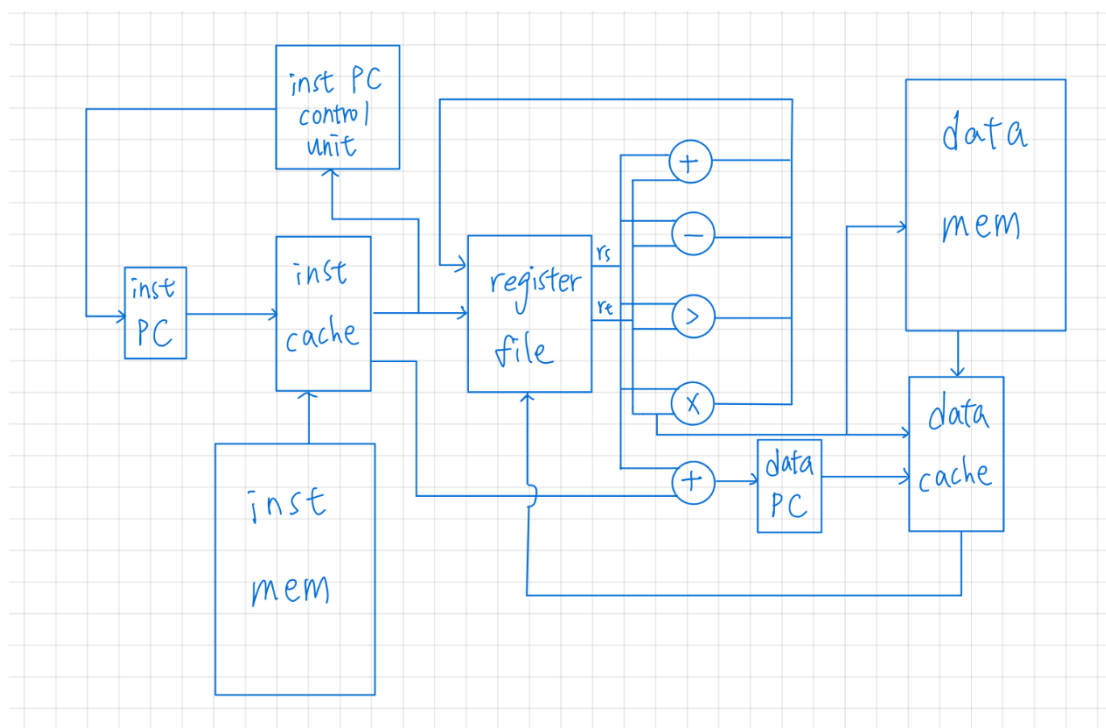 inst PC
control
unit
inst
PC
inst
cache
inst
mem
register
file
rs
rt
+
−
>
×
+
data
PC
data
mem
data
cache